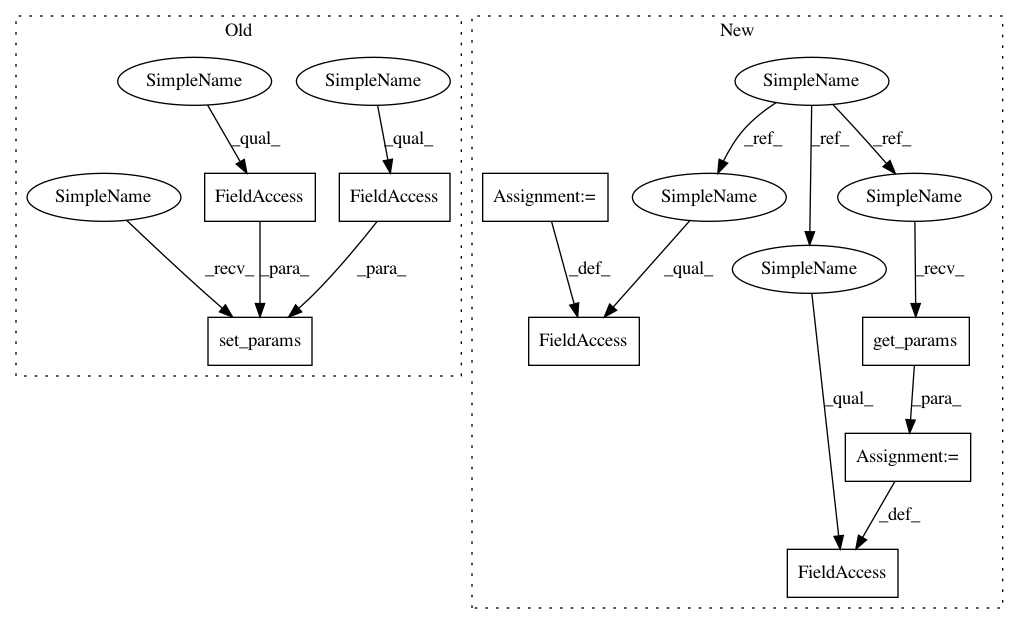 Old
New
SimpleName
SimpleName
SimpleName
_qual_
_qual_
_ref_
_ref_
_ref_
SimpleName
FieldAccess
FieldAccess
Assignment:=
SimpleName
SimpleName
_recv_
_para_
_para_
_def_
_qual_
SimpleName
_recv_
set_params
FieldAccess
get_params
_qual_
_para_
Assignment:=
_def_
FieldAccess